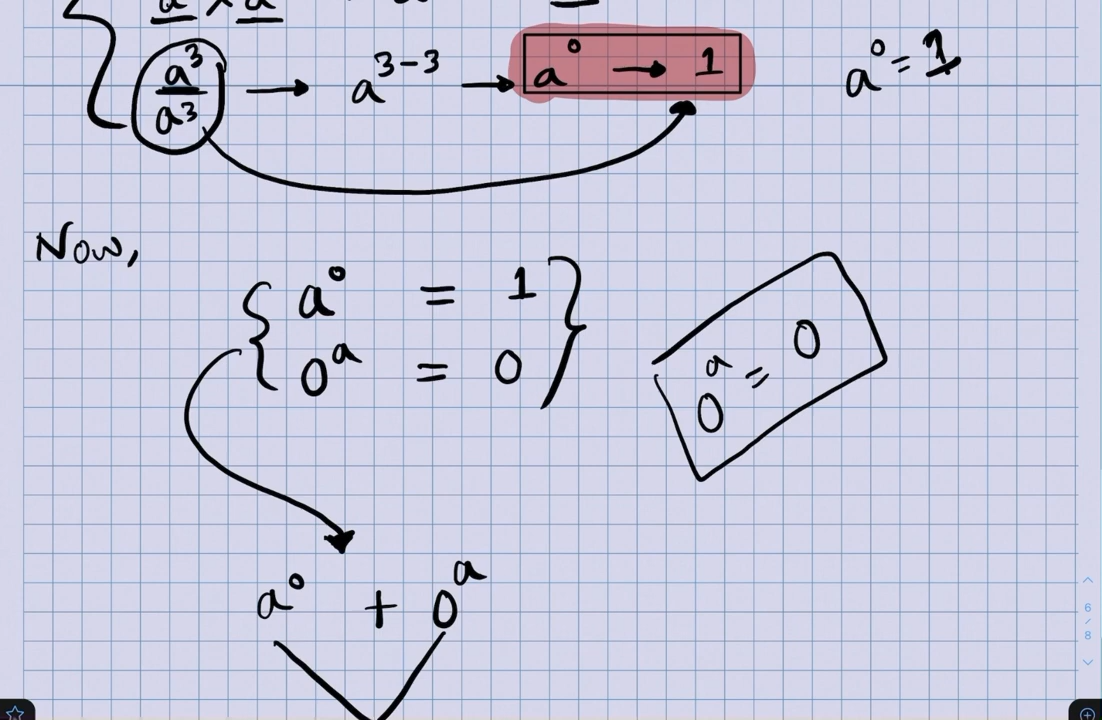 a³/a³ → a³⁻³ → a⁰ → 1 a⁰ = 1
Now,
{ a⁰ = 1 }
{ 0ᵃ = 0 }
0ᵃ = 0
a⁰ + 0ᵃ
6
/
8